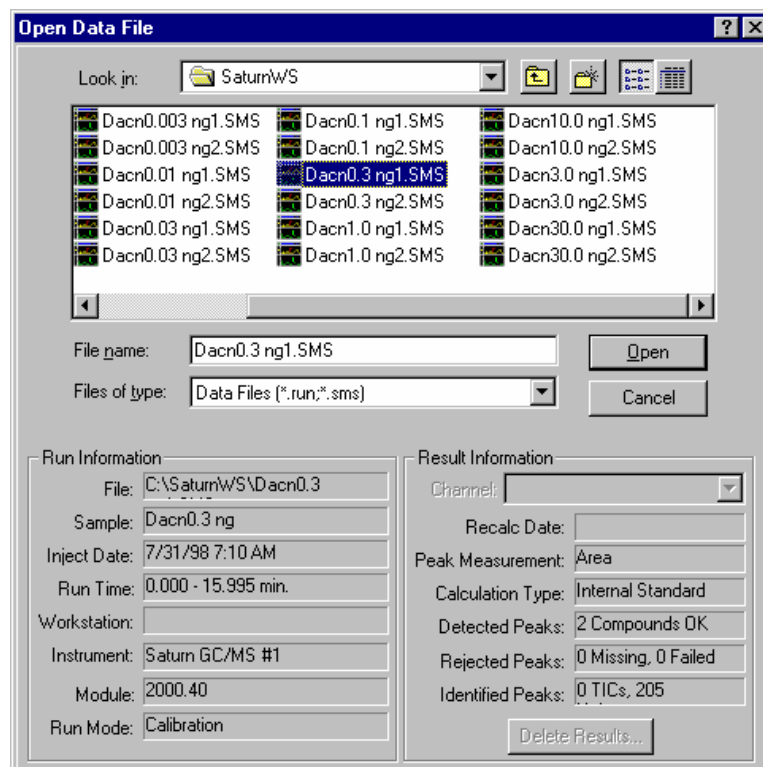 Open Data File
Look in: SaturnWS
Dacn0.003 ng1.SMS Dacn0.1 ng1.SMS Dacn10.0 ng1.SMS
Dacn0.003 ng2.SMS Dacn0.1 ng2.SMS Dacn10.0 ng2.SMS
Dacn0.01 ng1.SMS Dacn0.3 ng1.SMS Dacn3.0 ng1.SMS
Dacn0.01 ng2.SMS Dacn0.3 ng2.SMS Dacn3.0 ng2.SMS
Dacn0.03 ng1.SMS Dacn1.0 ng1.SMS Dacn30.0 ng1.SMS
Dacn0.03 ng2.SMS Dacn1.0 ng2.SMS Dacn30.0 ng2.SMS
File name: Dacn0.3 ng1.SMS Open
Files of type: Data Files (*.run;*.sms) Cancel
Run Information
File: C:\SaturnWS\Dacn0.3
Sample: Dacn0.3 ng
Inject Date: 7/31/98 7:10 AM
Run Time: 0.000 - 15.995 min.
Workstation:
Instrument: Saturn GC/MS #1
Module: 2000.40
Run Mode: Calibration
Result Information
Channel:
Recalc Date:
Peak Measurement: Area
Calculation Type: Internal Standard
Detected Peaks: 2 Compounds OK
Rejected Peaks: 0 Missing, 0 Failed
Identified Peaks: 0 TICs, 205
Delete Results...